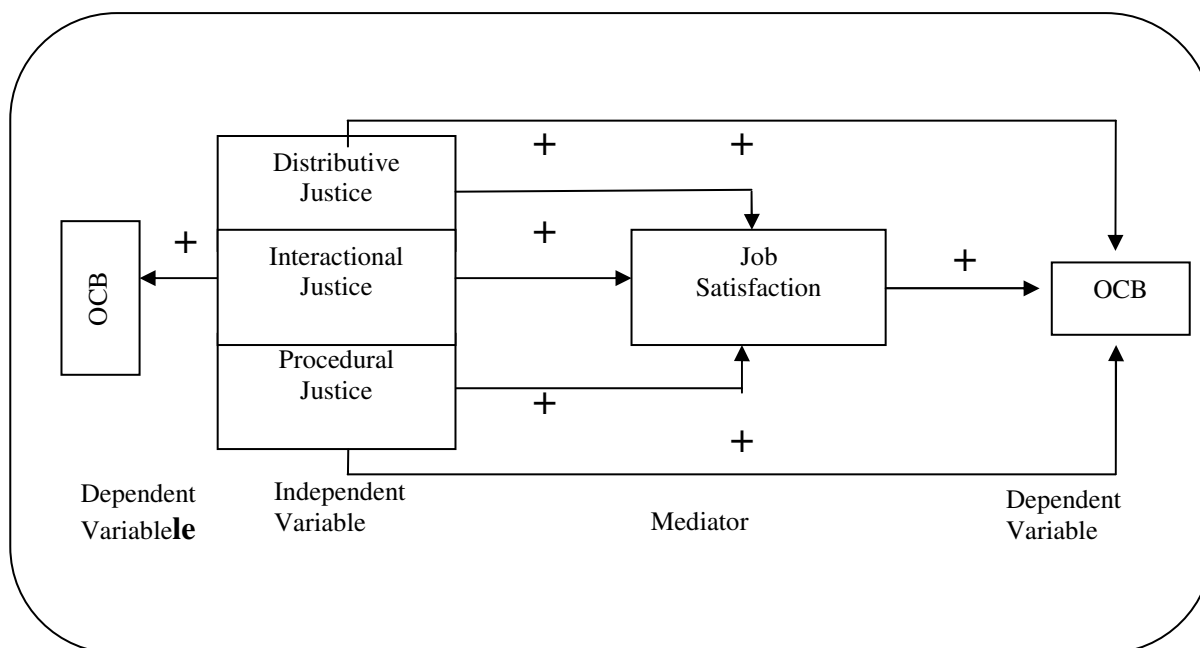 + +
Distributive
Justice
+ +
Interactional
Justice
Job
Satisfaction
+
OCB
OCB
Procedural
Justice
+
+
Dependent
Variablele
Independent
Variable
Mediator
Dependent
Variable